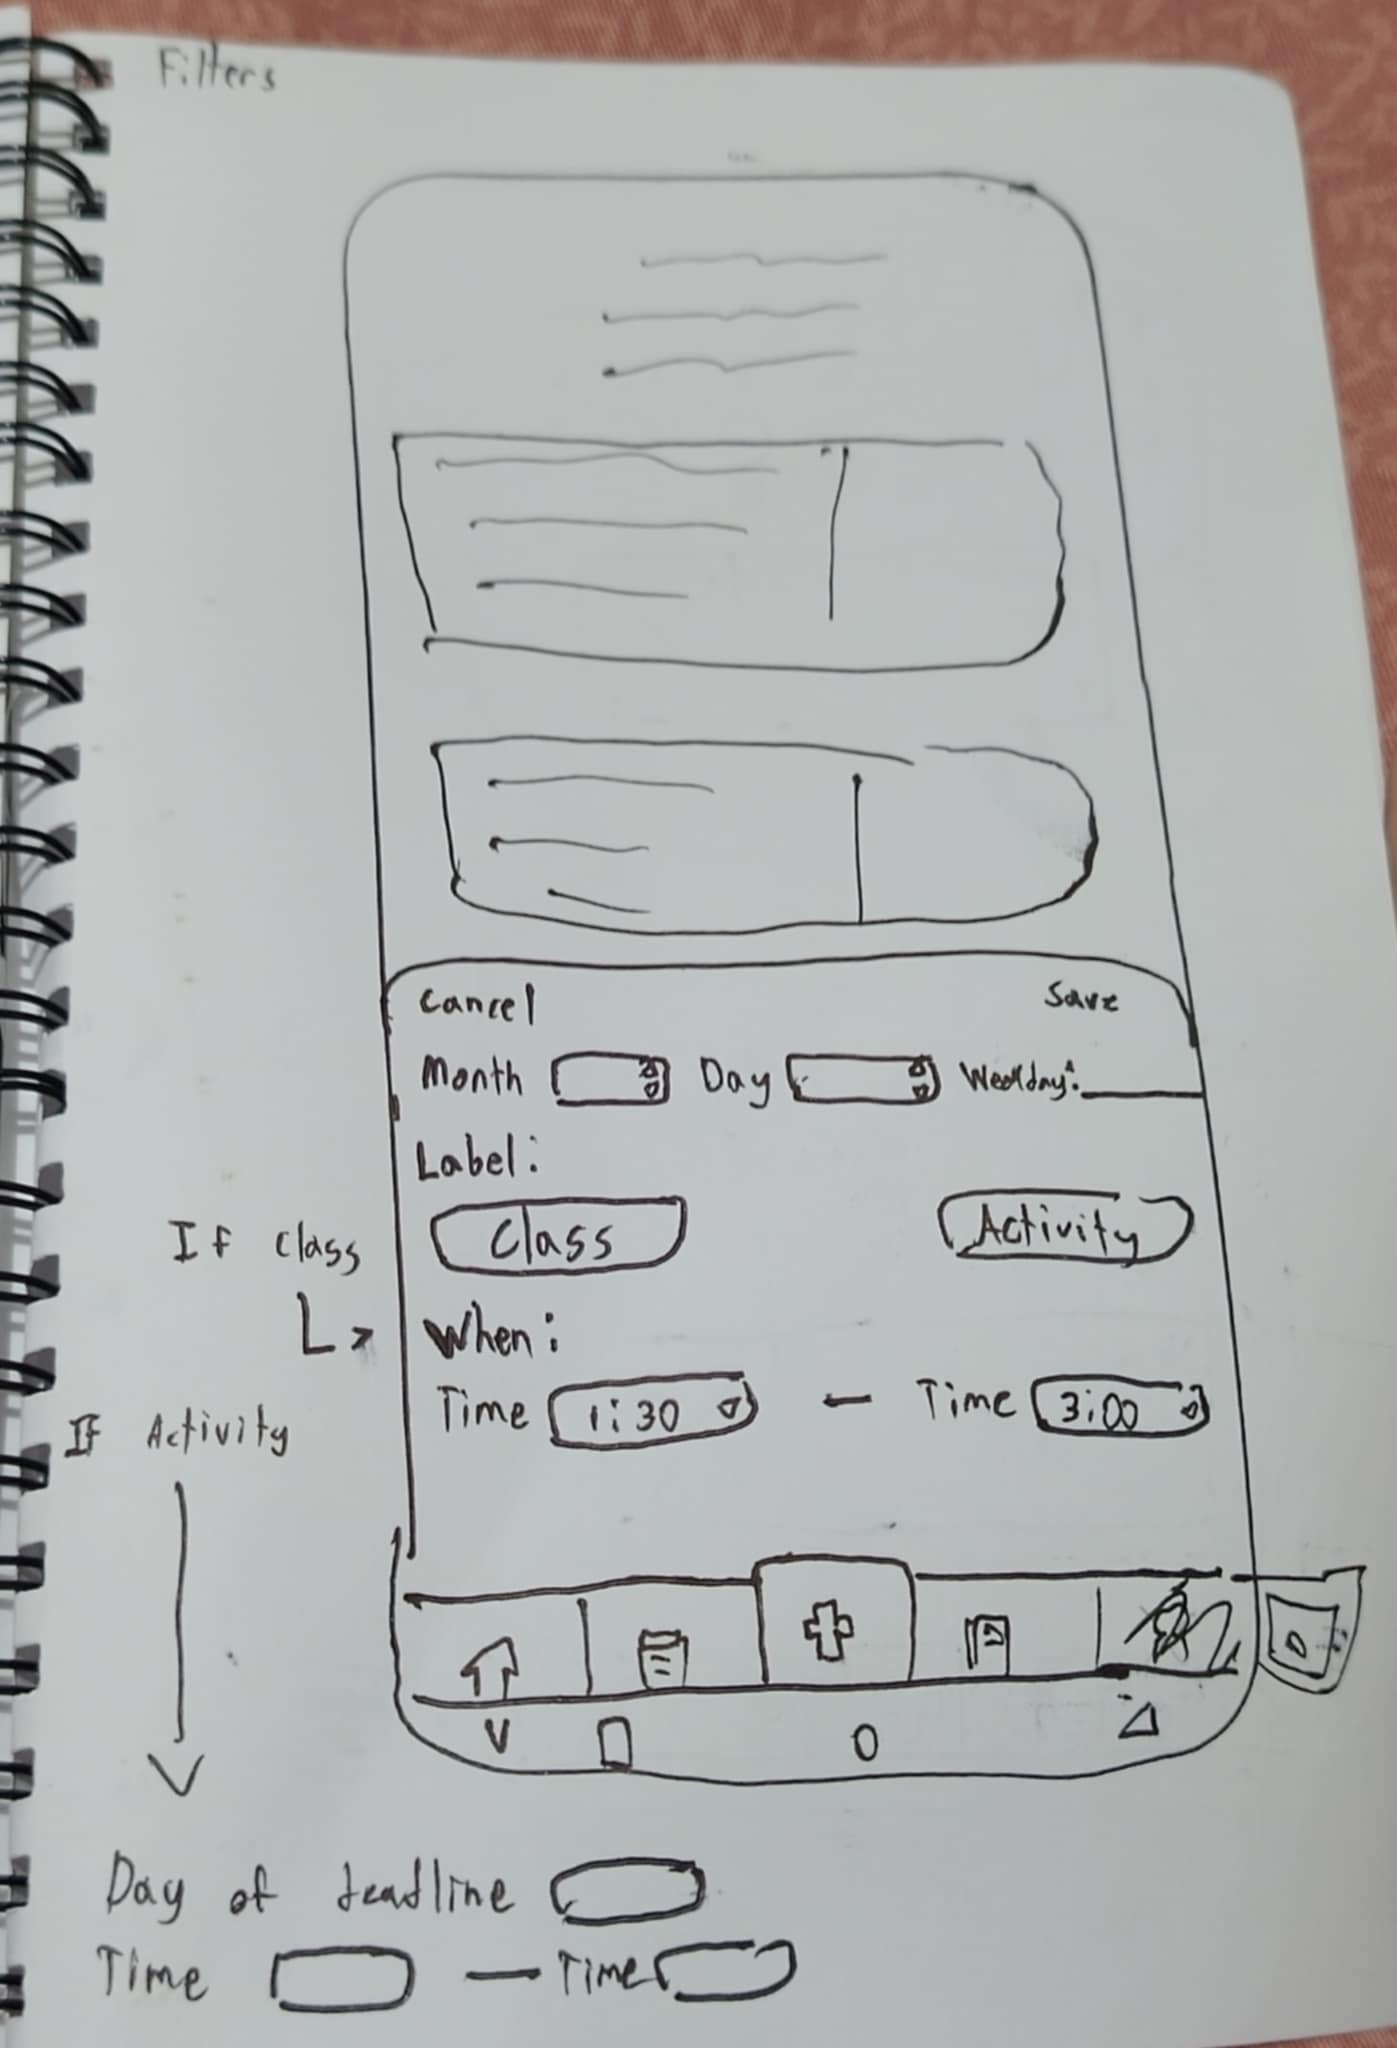 Filters
Cancel Save
Month Day Weekday:
Label:
If Class
Class Activity
When:
Time 1:30 — Time 3:00
If Activity
Day of deadline
Time — Time